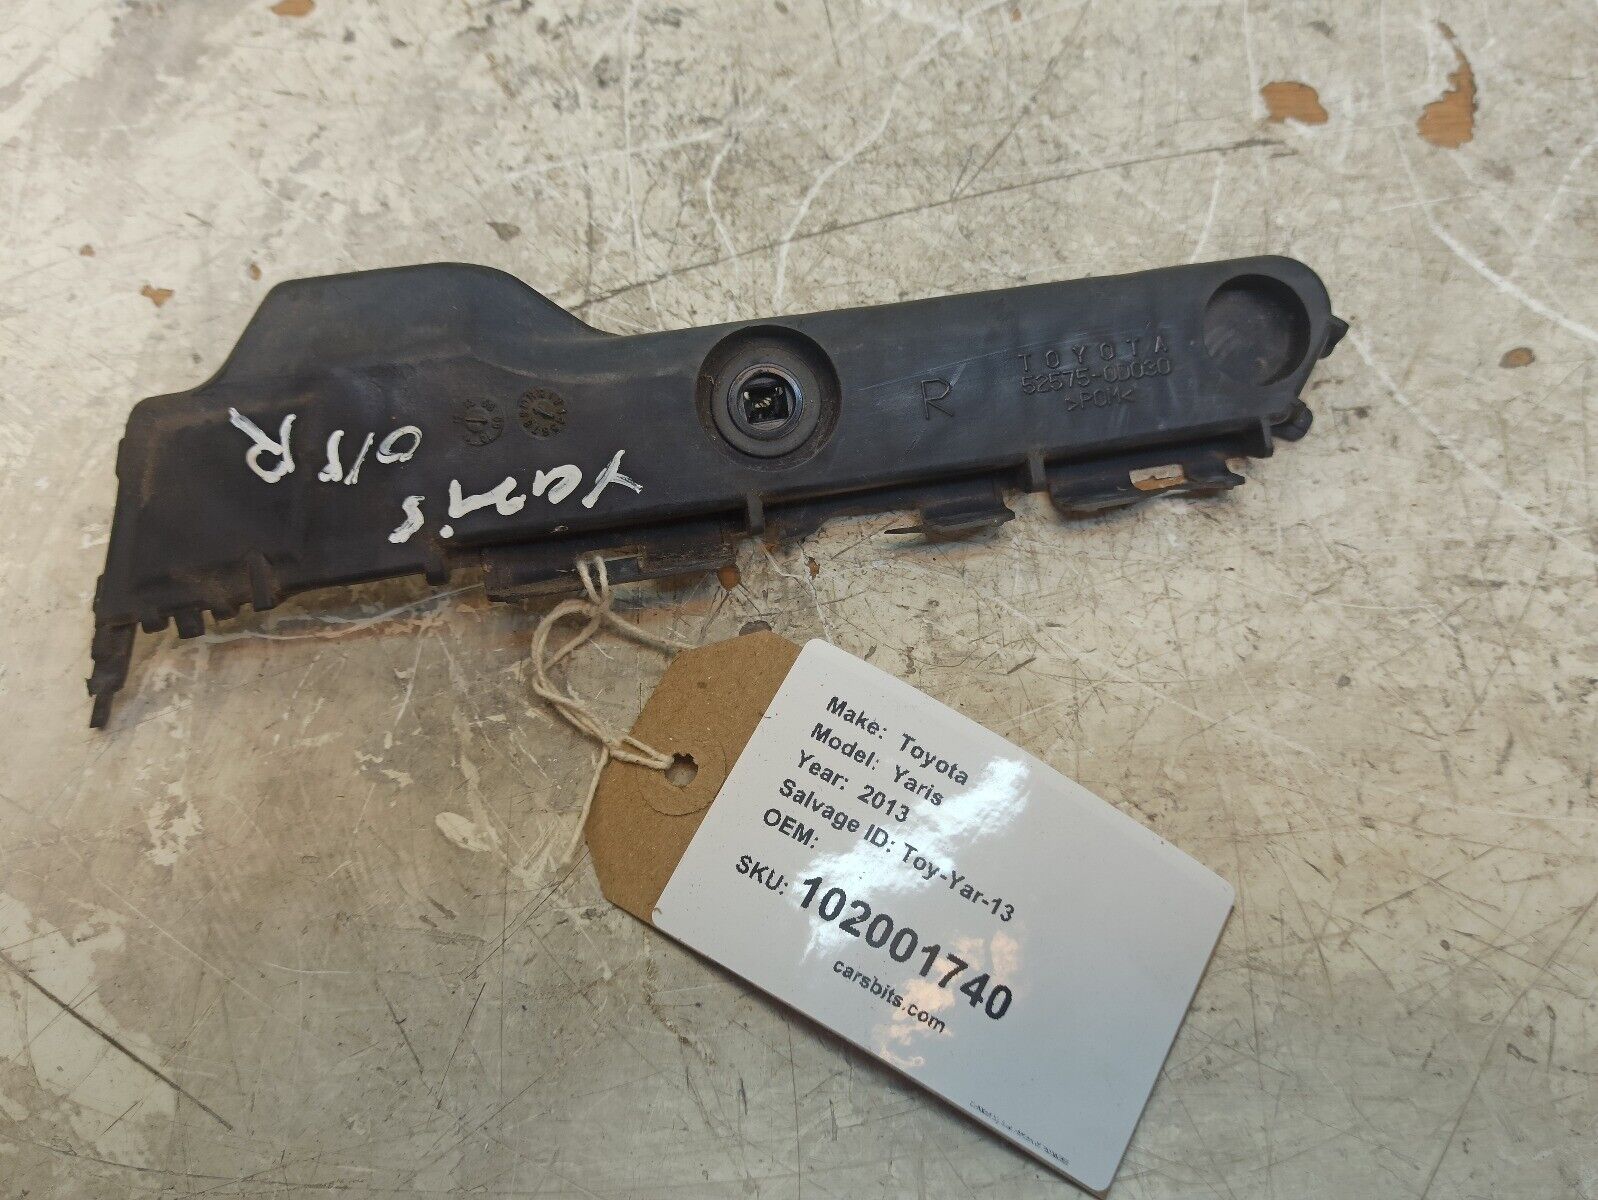 TOYOTA
52575-0D030
>POM<
R
Yaris
O/S R
Make: Toyota
Model: Yaris
Year: 2013
Salvage ID: Toy-Yar-13
OEM:
SKU: 102001740
carsbits.com